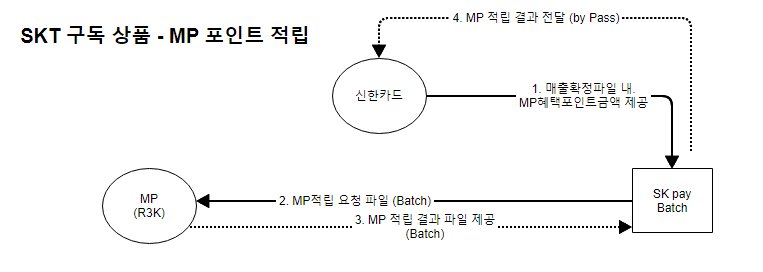 4. MP 적립 결과 전달 (by Pass)
SKT 구독 상품 - MP 포인트 적립
신한카드
1. 매출확정파일 내.
MP혜택포인트금액 제공
MP
(R3K)
2. MP적립 요청 파일 (Batch)
3. MP 적립 결과 파일 제공
(Batch)
SK pay
Batch